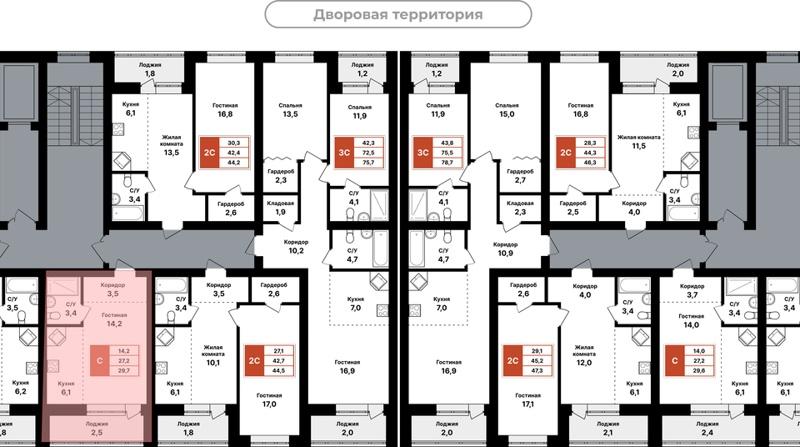 Дворовая территория
Лоджия
1,8
Лоджия
1,2
Лоджия
1,2
Лоджия
2,0
Кухня
6,1
Гостиная
16,8
Спальня
13,5
Спальня
11,9
Спальня
11,9
Спальня
15,0
Гостиная
16,8
Кухня
6,1
Жилая
комната
13,5
2С
30,3
42,4
44,2
3С
42,3
72,5
75,7
3С
43,8
75,5
78,7
2С
28,3
44,3
46,3
Жилая
комната
11,5
Гардероб
2,3
Гардероб
2,7
С/У
3,4
Гардероб
2,6
Кладовая
1,9
С/У
4,1
С/У
4,1
Кладовая
2,3
Гардероб
2,5
Коридор
4,0
С/У
3,4
Коридор
10,2
С/У
4,7
С/У
4,7
Коридор
10,9
С/У
3,5
Коридор
3,5
С/У
3,4
Гостиная
14,2
С/У
3,4
Коридор
3,5
Гардероб
2,6
Кухня
7,0
Кухня
7,0
Гардероб
2,6
Коридор
4,0
С/У
3,4
Коридор
3,7
Гостиная
14,0
С/У
3,4
С/У
3,4
С
14,2
27,2
29,7
Жилая
комната
10,1
2С
27,1
42,7
44,5
Гостиная
16,9
Гостиная
16,9
2С
29,1
45,2
47,3
Жилая
комната
12,0
С
14,0
27,2
29,6
Кухня
6,2
Кухня
6,1
Кухня
6,1
Гостиная
17,0
Гостиная
17,1
Кухня
6,1
Кухня
6,1
Кухня
6,1
Лоджия
2,5
Лоджия
1,8
Лоджия
2,0
Лоджия
2,0
Лоджия
2,1
Лоджия
2,4